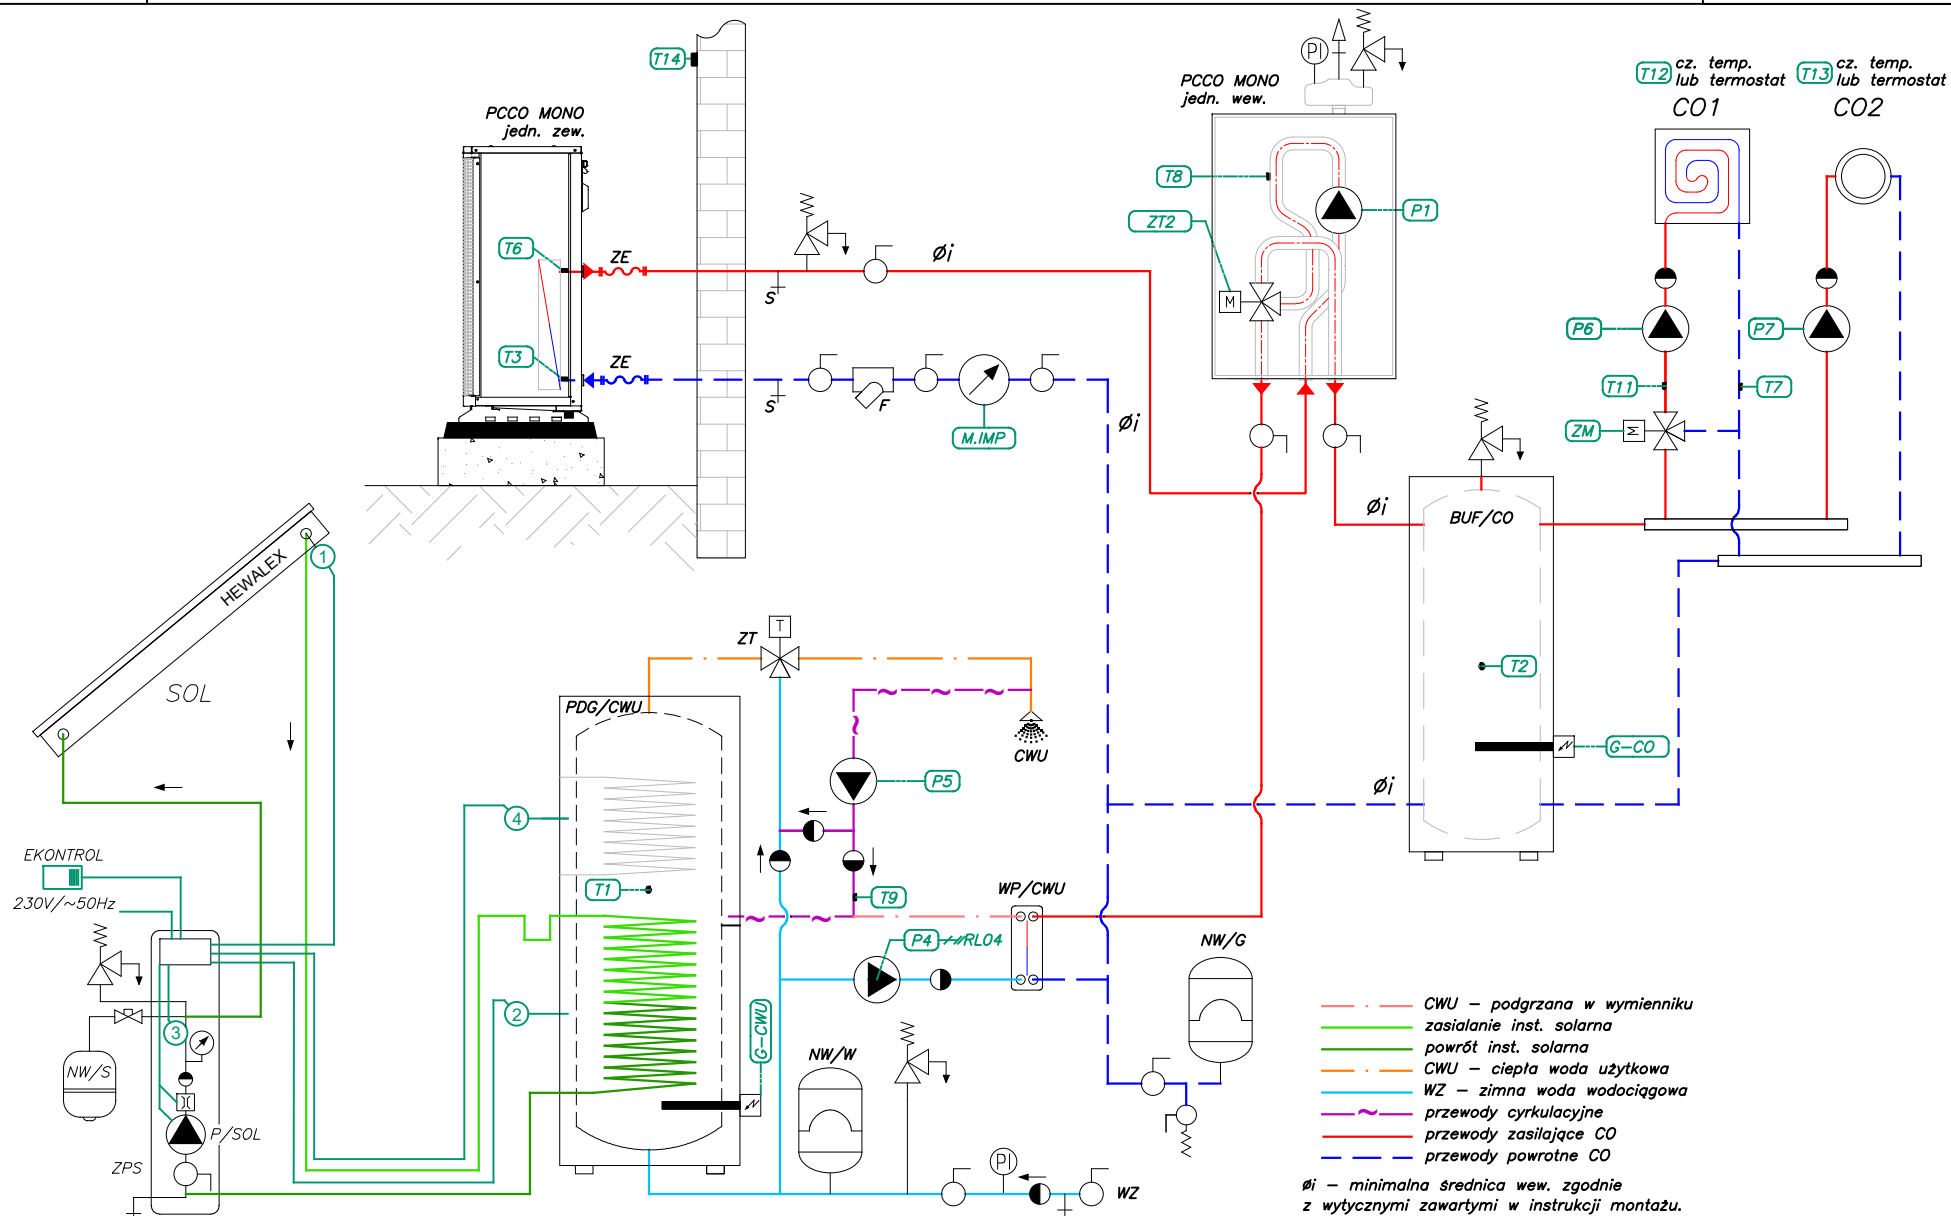 T14
PCCO MONO
jedn. zew.
T6
ZE
T3
ZE
S
S
Øi
F
M.IMP
Øi
PCCO MONO
jedn. wew.
PI
T8
ZT2
M
P1
T12
cz. temp.
lub termostat
CO1
T13
cz. temp.
lub termostat
CO2
P6
P7
T11
T7
ZM
M
Øi
BUF/CO
T2
G-CO
Øi
HEWALEX
1
SOL
EKONTROL
230V/~50Hz
3
NW/S
P/SOL
ZPS
4
2
ZT
T
PDG/CWU
T1
G-CWU
CWU
P5
T9
WP/CWU
P4
RL04
NW/G
NW/W
PI
WZ
CWU – podgrzana w wymienniku
zasialanie inst. solarna
powrót inst. solarna
CWU – ciepła woda użytkowa
WZ – zimna woda wodociągowa
przewody cyrkulacyjne
przewody zasilające CO
przewody powrotne CO
øi – minimalna średnica wew. zgodnie
z wytycznymi zawartymi w instrukcji montażu.